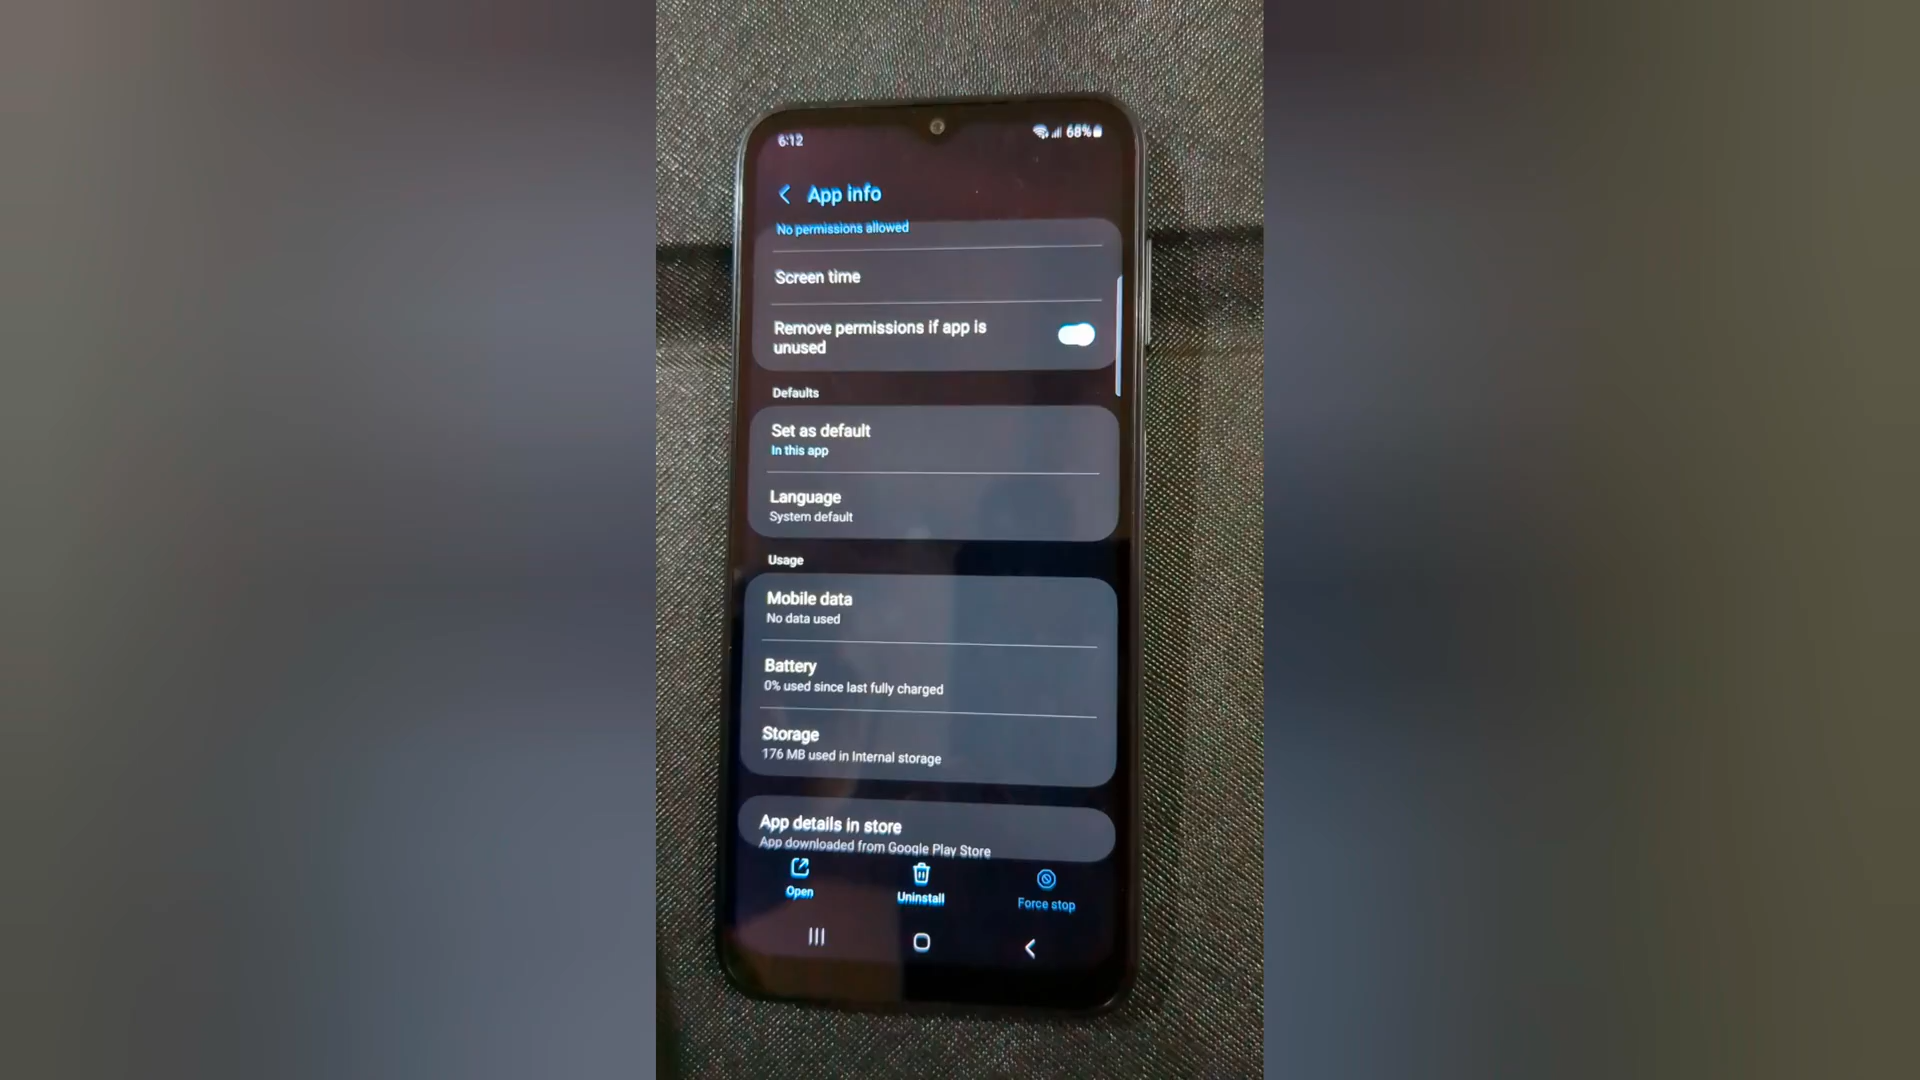 6:12
68%
App info
No permissions allowed
Screen time
Remove permissions if app is
unused
Defaults
Set as default
In this app
Language
System default
Usage
Mobile data
No data used
Battery
0% used since last fully charged
Storage
176 MB used in Internal storage
App details in store
App downloaded from Google Play Store
Open
Uninstall
Force stop